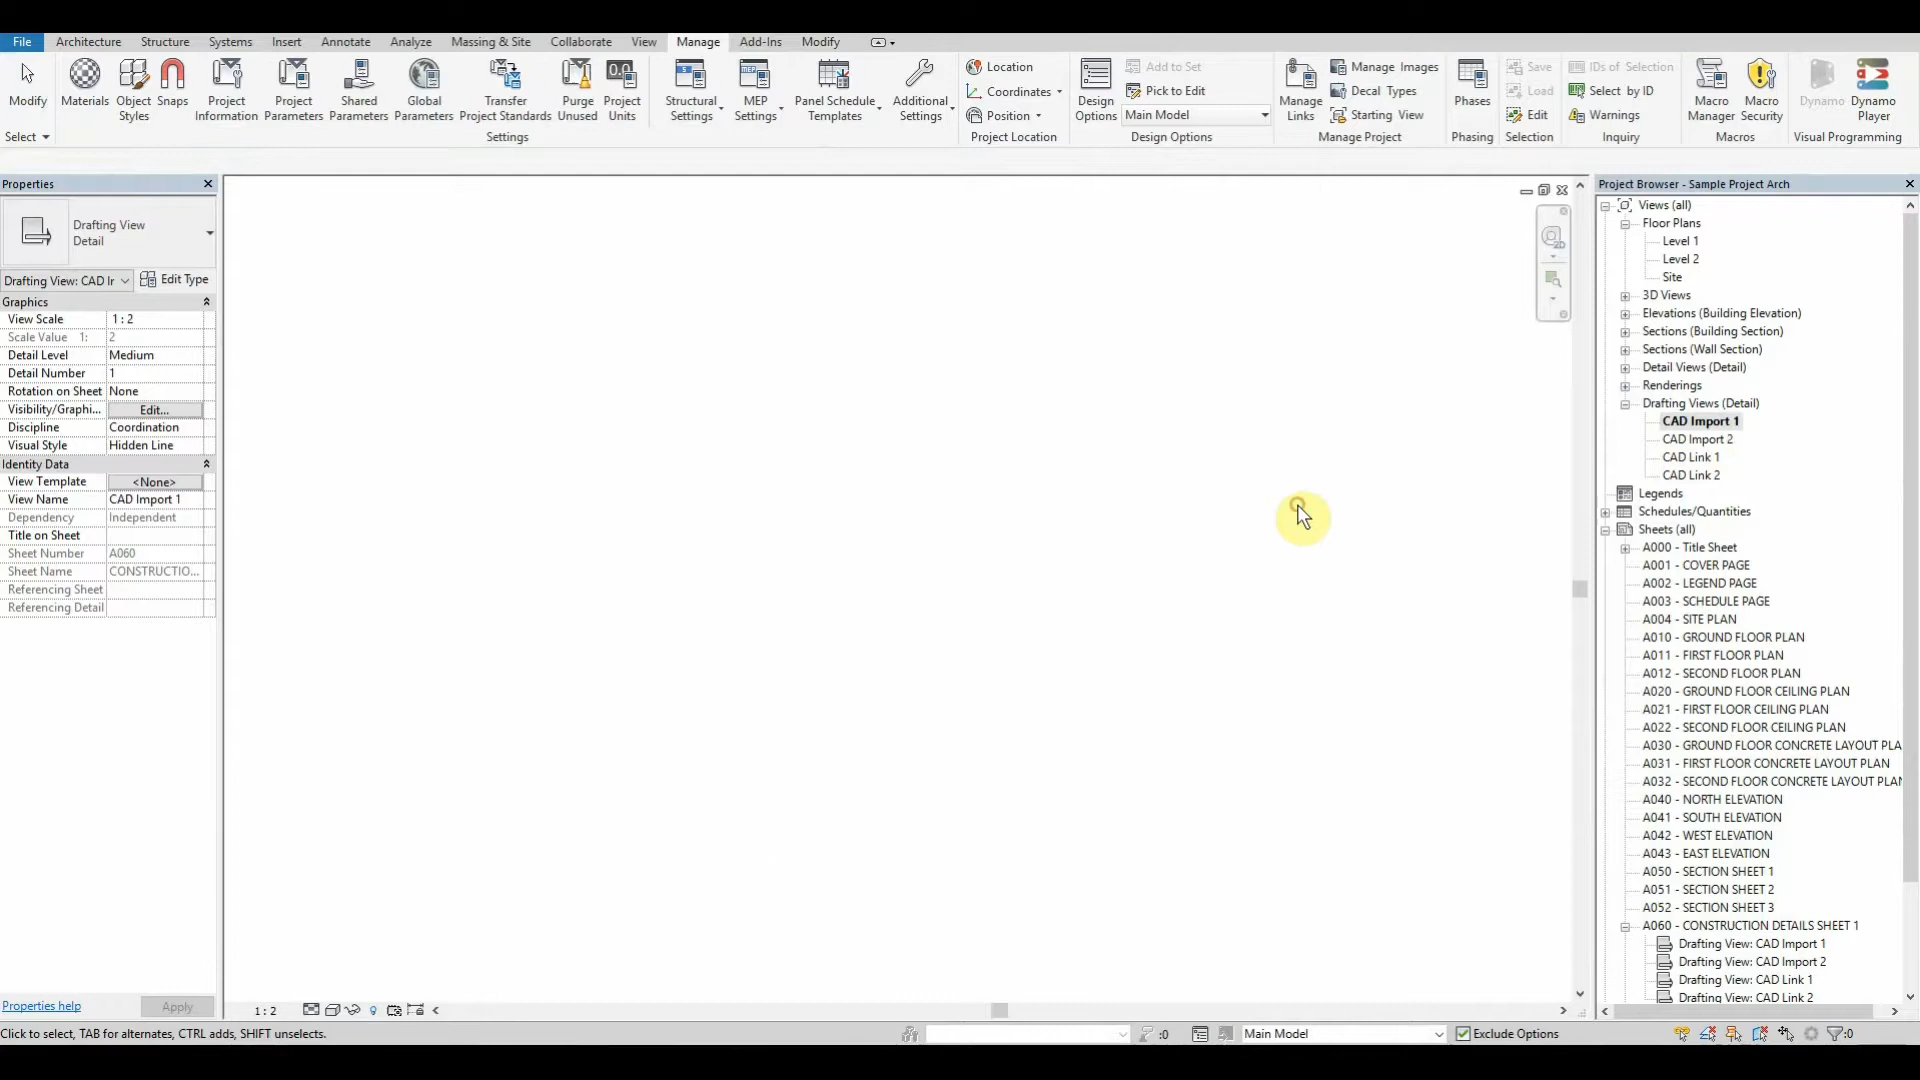 File Architecture Structure Systems Insert Annotate Analyze Massing & Site Collaborate View Manage Add-Ins Modify
Modify
Materials
Object Styles
Snaps
Project Information
Project Parameters
Shared Parameters
Global Parameters
Transfer Project Standards
Purge Unused
Project Units
Structural Settings
MEP Settings
Panel Schedule Templates
Additional Settings
Location
Coordinates
Position
Design Options
Add to Set
Pick to Edit
Main Model
Manage Links
Manage Images
Decal Types
Starting View
Phases
Save
Load
Edit
IDs of Selection
Select by ID
Warnings
Macro Manager
Macro Security
Dynamo
Dynamo Player
Select Settings Project Location Design Options Manage Project Phasing Selection Inquiry Macros Visual Programming
Properties
Drafting View
Detail
Drafting View: CAD Ir Edit Type
Graphics
View Scale 1 : 2
Scale Value 1: 2
Detail Level Medium
Detail Number 1
Rotation on Sheet None
Visibility/Graphi... Edit...
Discipline Coordination
Visual Style Hidden Line
Identity Data
View Template <None>
View Name CAD Import 1
Dependency Independent
Title on Sheet
Sheet Number A060
Sheet Name CONSTRUCTIO...
Referencing Sheet
Referencing Detail
Properties help Apply
2D
1 : 2
Project Browser - Sample Project Arch
Views (all)
Floor Plans
Level 1
Level 2
Site
3D Views
Elevations (Building Elevation)
Sections (Building Section)
Sections (Wall Section)
Detail Views (Detail)
Renderings
Drafting Views (Detail)
CAD Import 1
CAD Import 2
CAD Link 1
CAD Link 2
Legends
Schedules/Quantities
Sheets (all)
A000 - Title Sheet
A001 - COVER PAGE
A002 - LEGEND PAGE
A003 - SCHEDULE PAGE
A004 - SITE PLAN
A010 - GROUND FLOOR PLAN
A011 - FIRST FLOOR PLAN
A012 - SECOND FLOOR PLAN
A020 - GROUND FLOOR CEILING PLAN
A021 - FIRST FLOOR CEILING PLAN
A022 - SECOND FLOOR CEILING PLAN
A030 - GROUND FLOOR CONCRETE LAYOUT PLA
A031 - FIRST FLOOR CONCRETE LAYOUT PLAN
A032 - SECOND FLOOR CONCRETE LAYOUT PLAN
A040 - NORTH ELEVATION
A041 - SOUTH ELEVATION
A042 - WEST ELEVATION
A043 - EAST ELEVATION
A050 - SECTION SHEET 1
A051 - SECTION SHEET 2
A052 - SECTION SHEET 3
A060 - CONSTRUCTION DETAILS SHEET 1
Drafting View: CAD Import 1
Drafting View: CAD Import 2
Drafting View: CAD Link 1
Drafting View: CAD Link 2
Click to select, TAB for alternates, CTRL adds, SHIFT unselects. :0 Main Model Exclude Options :0